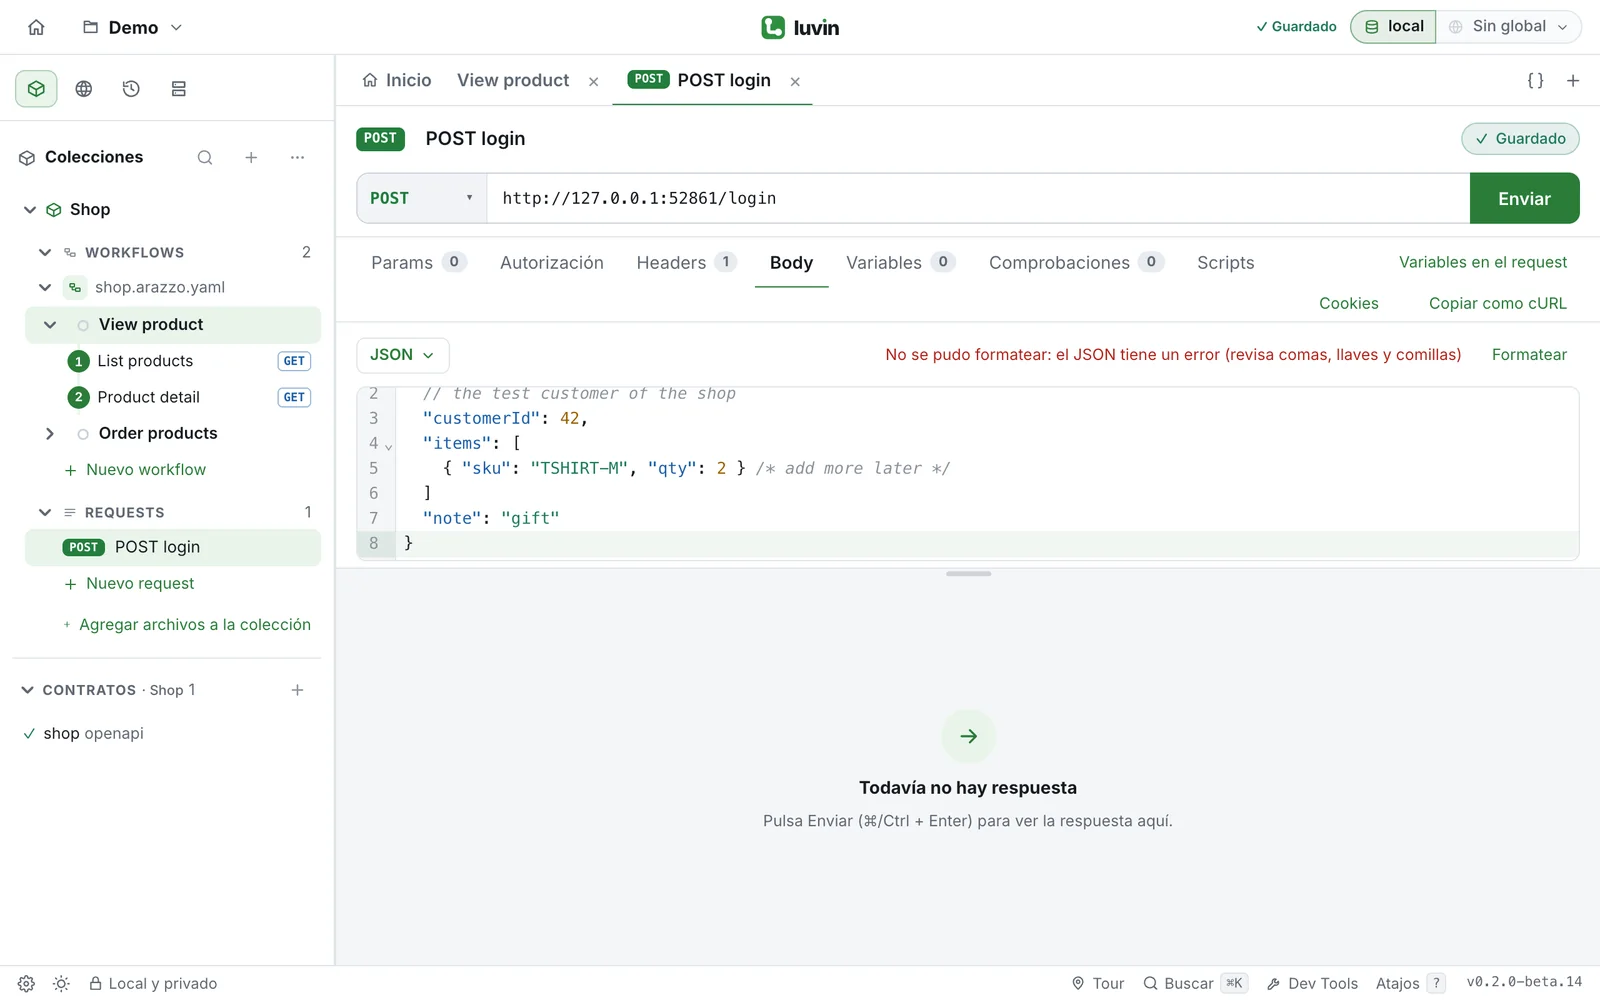 Demo
luvin
Guardado
local
Sin global
Inicio
View product
POST POST login
Colecciones
POST POST login
Guardado
POST http://127.0.0.1:52861/login Enviar
Shop
WORKFLOWS 2
shop.arazzo.yaml
View product
1 List products GET
2 Product detail GET
Order products
+ Nuevo workflow
REQUESTS 1
POST POST login
+ Nuevo request
+ Agregar archivos a la colección
CONTRATOS · Shop 1
shop openapi
Params 0 Autorización Headers 1 Body Variables 0 Comprobaciones 0 Scripts Variables en el request
Cookies Copiar como cURL
JSON No se pudo formatear: el JSON tiene un error (revisa comas, llaves y comillas) Formatear
2 // the test customer of the shop
3 "customerId": 42,
4 "items": [
5 { "sku": "TSHIRT-M", "qty": 2 } /* add more later */
6 ]
7 "note": "gift"
8 }
Todavía no hay respuesta
Pulsa Enviar (⌘/Ctrl + Enter) para ver la respuesta aquí.
Local y privado
Tour Buscar ⌘K Dev Tools Atajos ? v0.2.0-beta.14